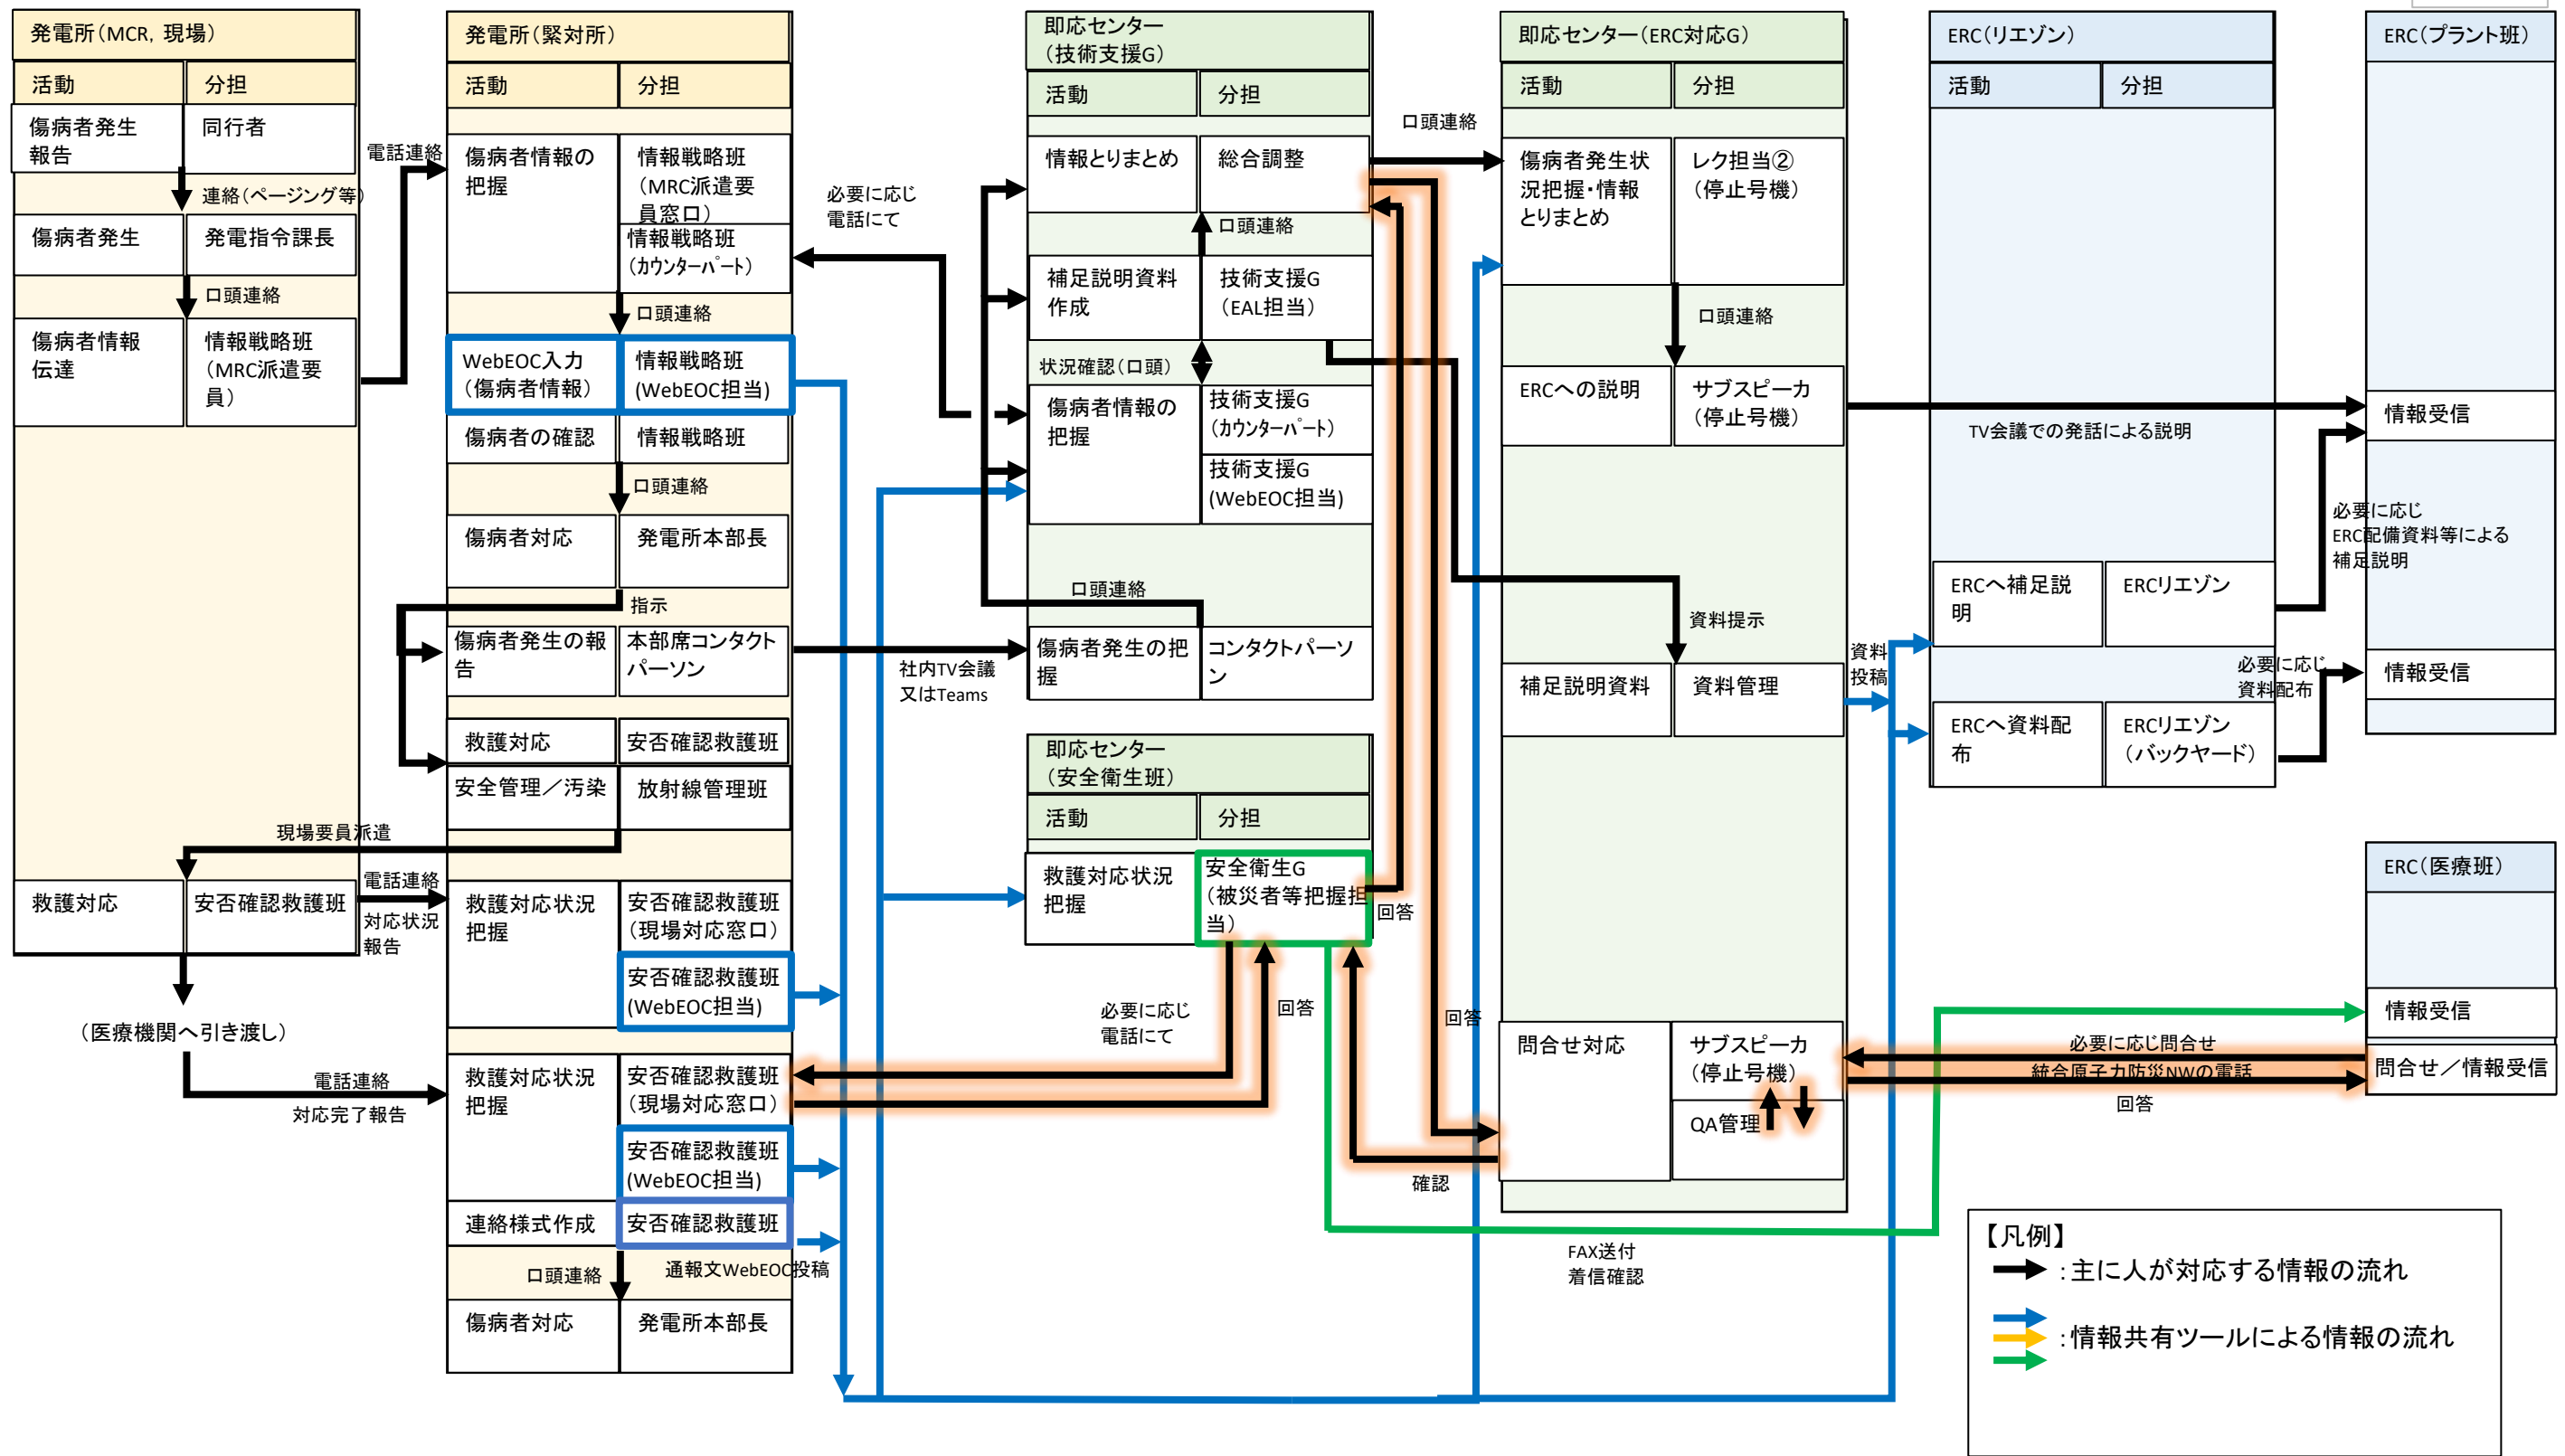 発電所（MCR，現場）
活動
分担
傷病者発生
報告
同行者
連絡（ページング等）
傷病者発生
発電指令課長
口頭連絡
傷病者情報
伝達
情報戦略班
（MRC派遣要
員）
現場要員派遣
救護対応
安否確認救護班
（医療機関へ引き渡し）
電話連絡
電話連絡
対応状況
報告
電話連絡
対応完了報告
発電所（緊対所）
活動
分担
傷病者情報の
把握
情報戦略班
（MRC派遣要
員窓口）
情報戦略班
（ｶｳﾝﾀｰﾊﾟｰﾄ）
口頭連絡
WebEOC入力
（傷病者情報）
情報戦略班
(WebEOC担当)
傷病者の確認
情報戦略班
口頭連絡
傷病者対応
発電所本部長
指示
傷病者発生の報
告
本部席コンタクト
パーソン
救護対応
安否確認救護班
安全管理／汚染
放射線管理班
救護対応状況
把握
安否確認救護班
（現場対応窓口）
安否確認救護班
(WebEOC担当)
救護対応状況
把握
安否確認救護班
（現場対応窓口）
安否確認救護班
(WebEOC担当)
連絡様式作成
安否確認救護班
口頭連絡
通報文WebEOC投稿
傷病者対応
発電所本部長
必要に応じ
電話にて
社内TV会議
又はTeams
即応センター
（技術支援G）
活動
分担
情報とりまとめ
総合調整
口頭連絡
補足説明資料
作成
技術支援G
（EAL担当）
状況確認（口頭）
傷病者情報の
把握
技術支援G
（ｶｳﾝﾀｰﾊﾟｰﾄ）
技術支援G
(WebEOC担当)
口頭連絡
傷病者発生の把
握
コンタクトパーソ
ン
即応センター
（安全衛生班）
活動
分担
救護対応状況
把握
安全衛生G
（被災者等把握担
当）
回答
必要に応じ
電話にて
回答
回答
確認
FAX送付
着信確認
口頭連絡
即応センター（ERC対応G）
活動
分担
傷病者発生状
況把握・情報
とりまとめ
レク担当②
（停止号機）
口頭連絡
ERCへの説明
サブスピーカ
（停止号機）
資料提示
補足説明資料
資料管理
資料
投稿
問合せ対応
サブスピーカ
（停止号機）
QA管理
ERC（リエゾン）
活動
分担
TV会議での発話による説明
ERCへ補足説
明
ERCリエゾン
ERCへ資料配
布
ERCリエゾン
（バックヤード）
必要に応じ
ERC配備資料等による
補足説明
必要に応じ
資料配布
ERC（プラント班）
情報受信
情報受信
ERC（医療班）
情報受信
問合せ／情報受信
必要に応じ問合せ
統合原子力防災NWの電話
回答
【凡例】
：主に人が対応する情報の流れ
：情報共有ツールによる情報の流れ